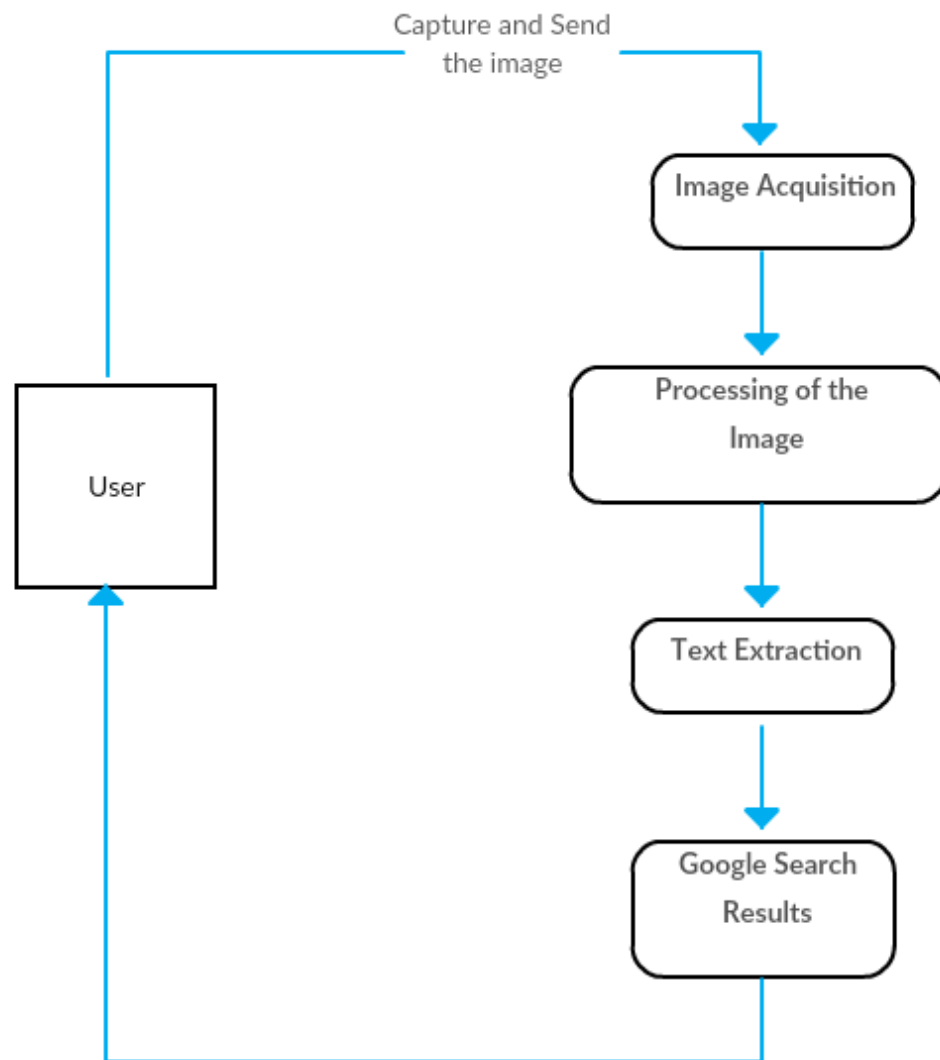 Capture and Send
the image
Image Acquisition
Processing of the
Image
User
Text Extraction
Google Search
Results